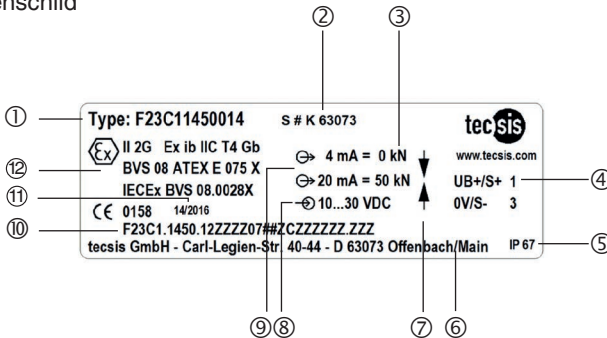 enschild
② ③
① Type: F23C11450014 S # K 63073 tecsis
II 2G Ex ib IIC T4 Gb
⑫ BVS 08 ATEX E 075 X
IECEx BVS 08.0028X
⑪
CE 0158 14/2016
4 mA = 0 kN
20 mA = 50 kN
10...30 VDC
www.tecsis.com
UB+/S+ 1 ④
0V/S- 3
⑩ F23C1.1450.12ZZZZ07##ZCZZZZZZ.ZZZ
tecsis GmbH - Carl-Legien-Str. 40-44 - D 63073 Offenbach/Main IP 67 ⑤
⑨ ⑧ ⑦ ⑥